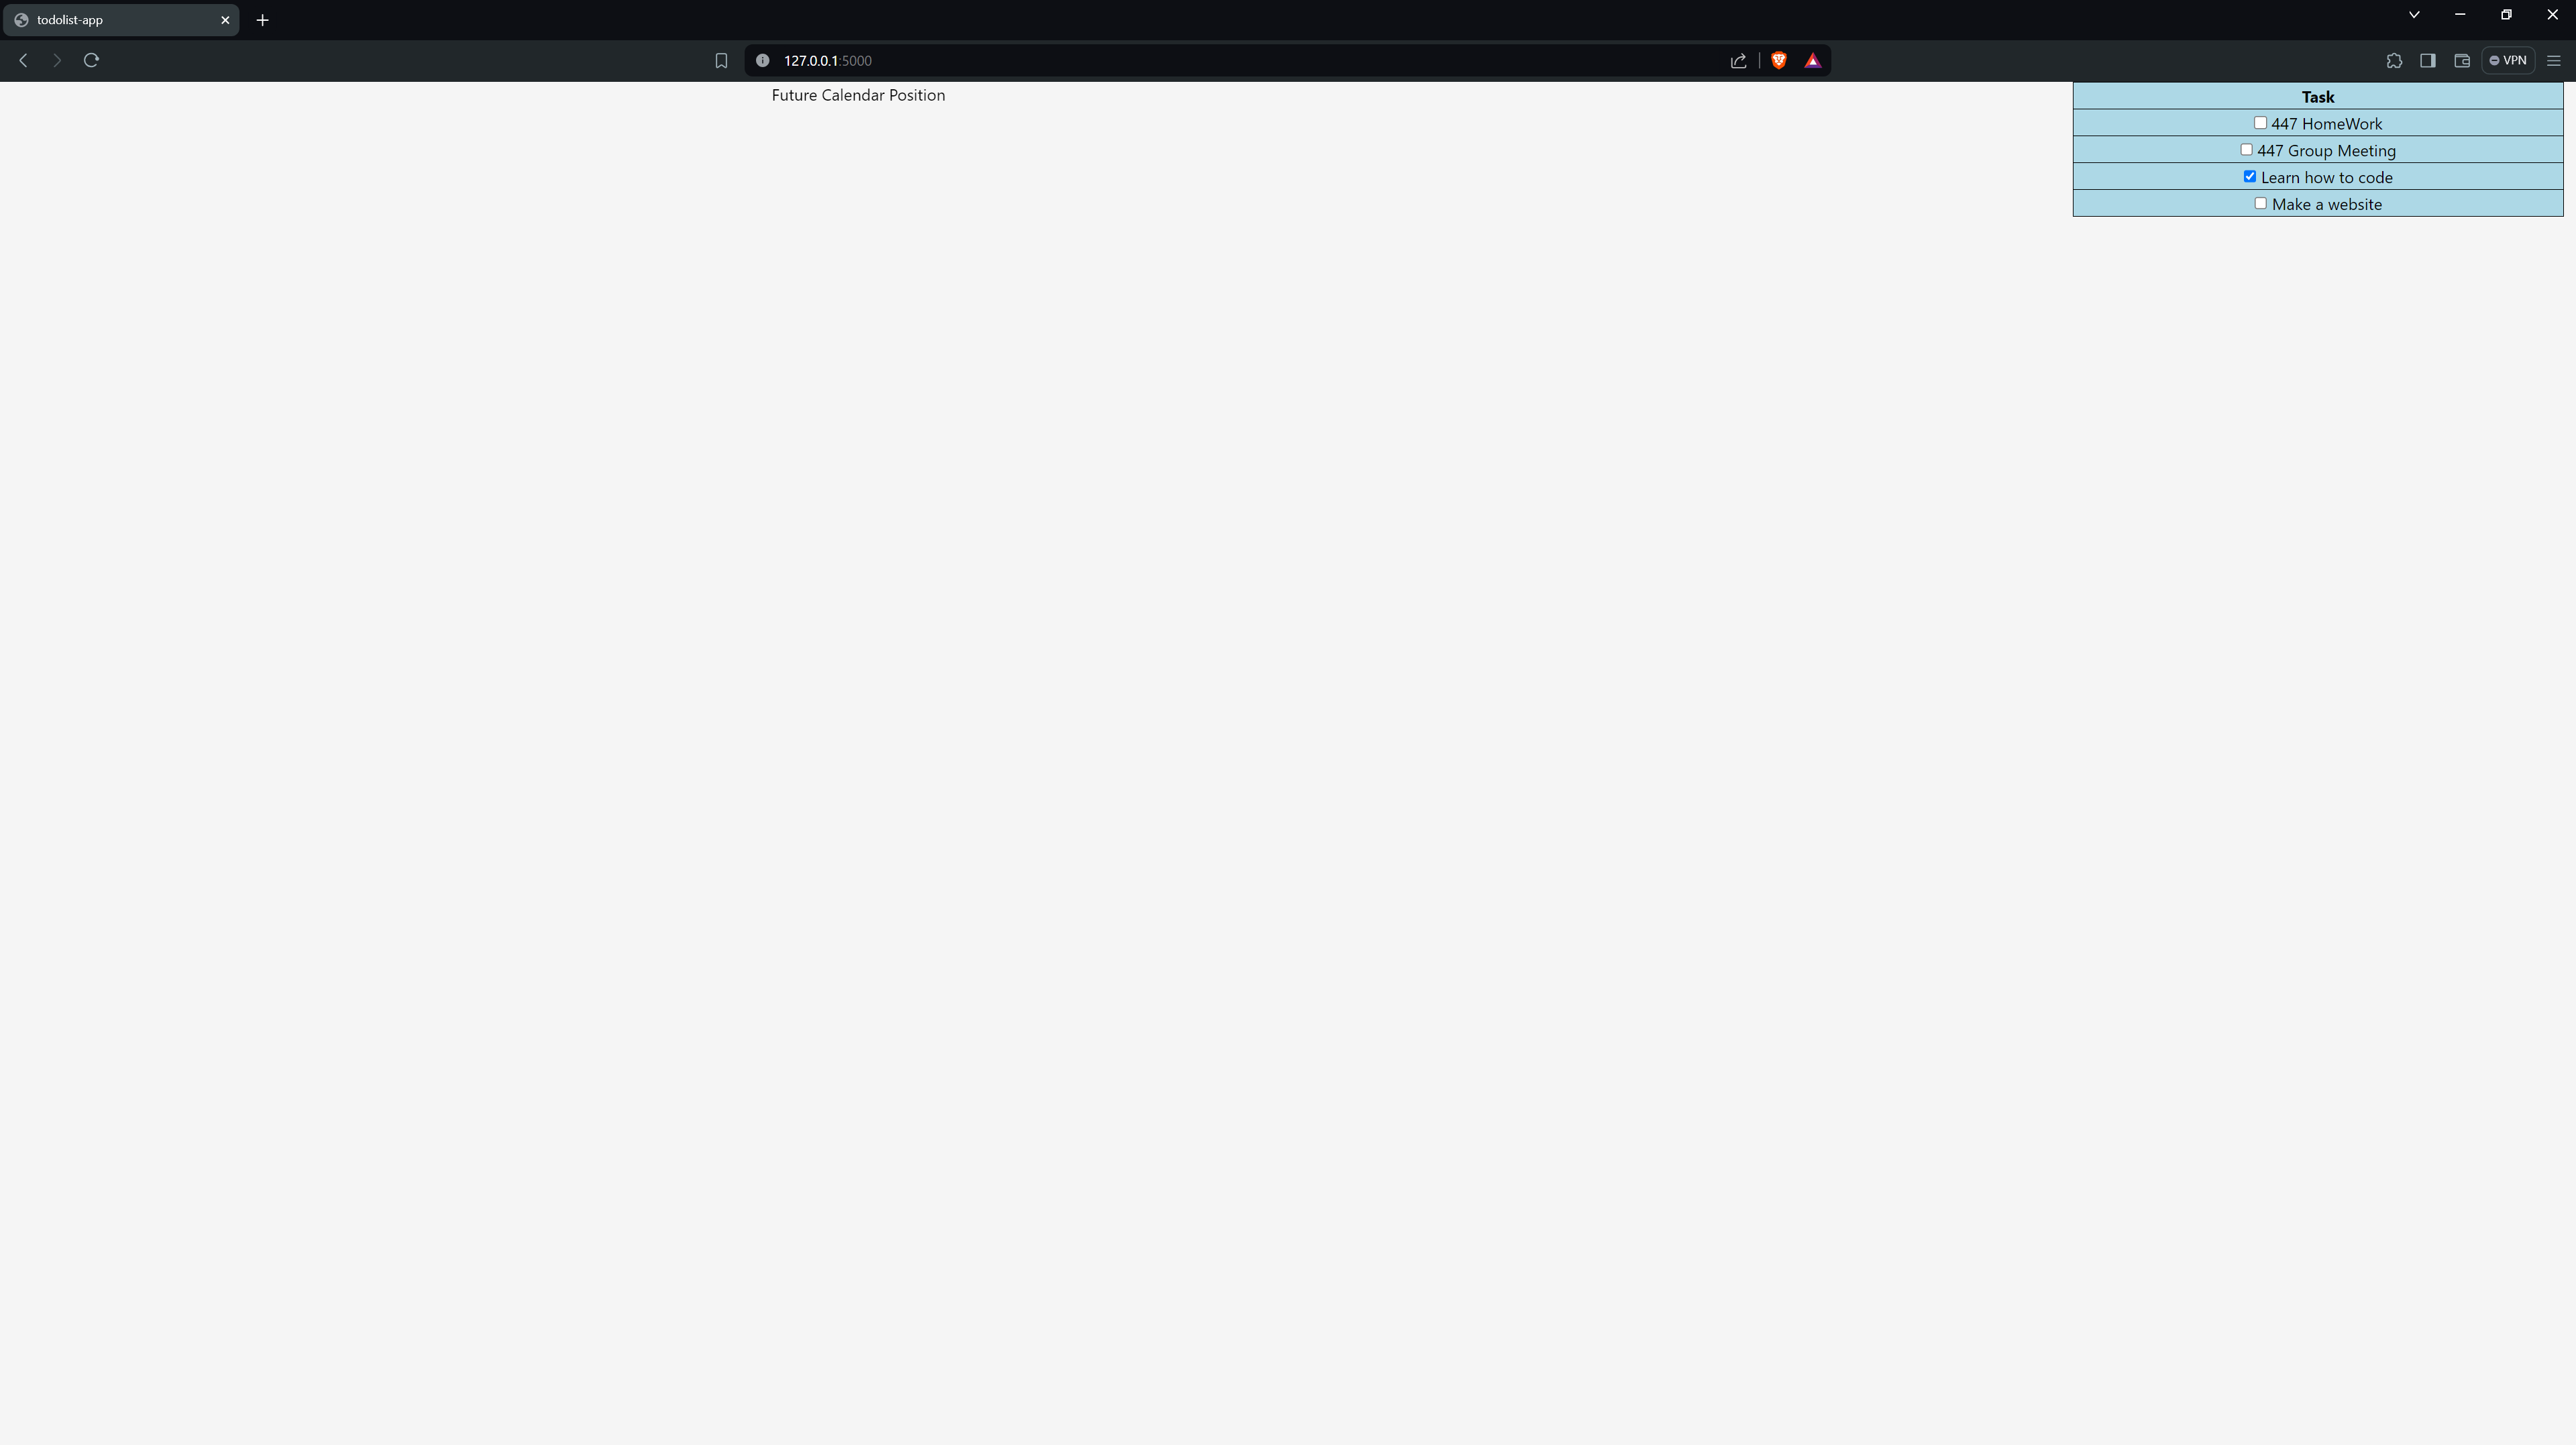 todolist-app
127.0.0.1:5000
VPN
Future Calendar Position
Task
447 HomeWork
447 Group Meeting
Learn how to code
Make a website